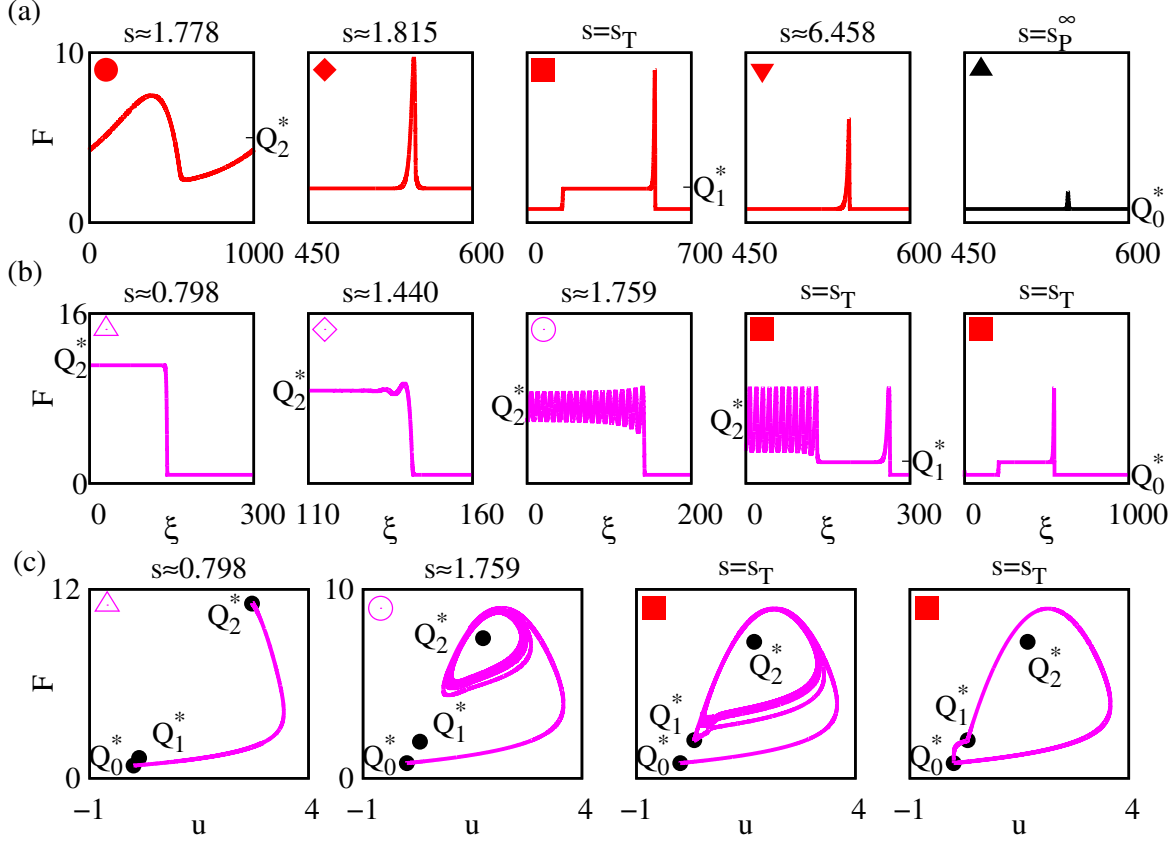 (a)
s≈1.778
s≈1.815
s=s_T
s≈6.458
s=s_P^∞
10
F
0
Q_2^*
Q_1^*
Q_0^*
0 1000
450 600
0 700
450 600
450 600
(b)
s≈0.798
s≈1.440
s≈1.759
s=s_T
s=s_T
16
Q_2^*
F
0
Q_2^*
Q_2^*
Q_2^*
Q_1^*
Q_0^*
0 ξ 300
110 ξ 160
0 ξ 200
0 ξ 300
0 ξ 1000
(c)
s≈0.798
s≈1.759
s=s_T
s=s_T
12
F
0
Q_2^*
Q_1^*
Q_0^*
10
0
Q_2^*
Q_1^*
Q_0^*
Q_2^*
Q_1^*
Q_0^*
Q_2^*
Q_1^*
Q_0^*
−1 u 4
−1 u 4
−1 u 4
−1 u 4